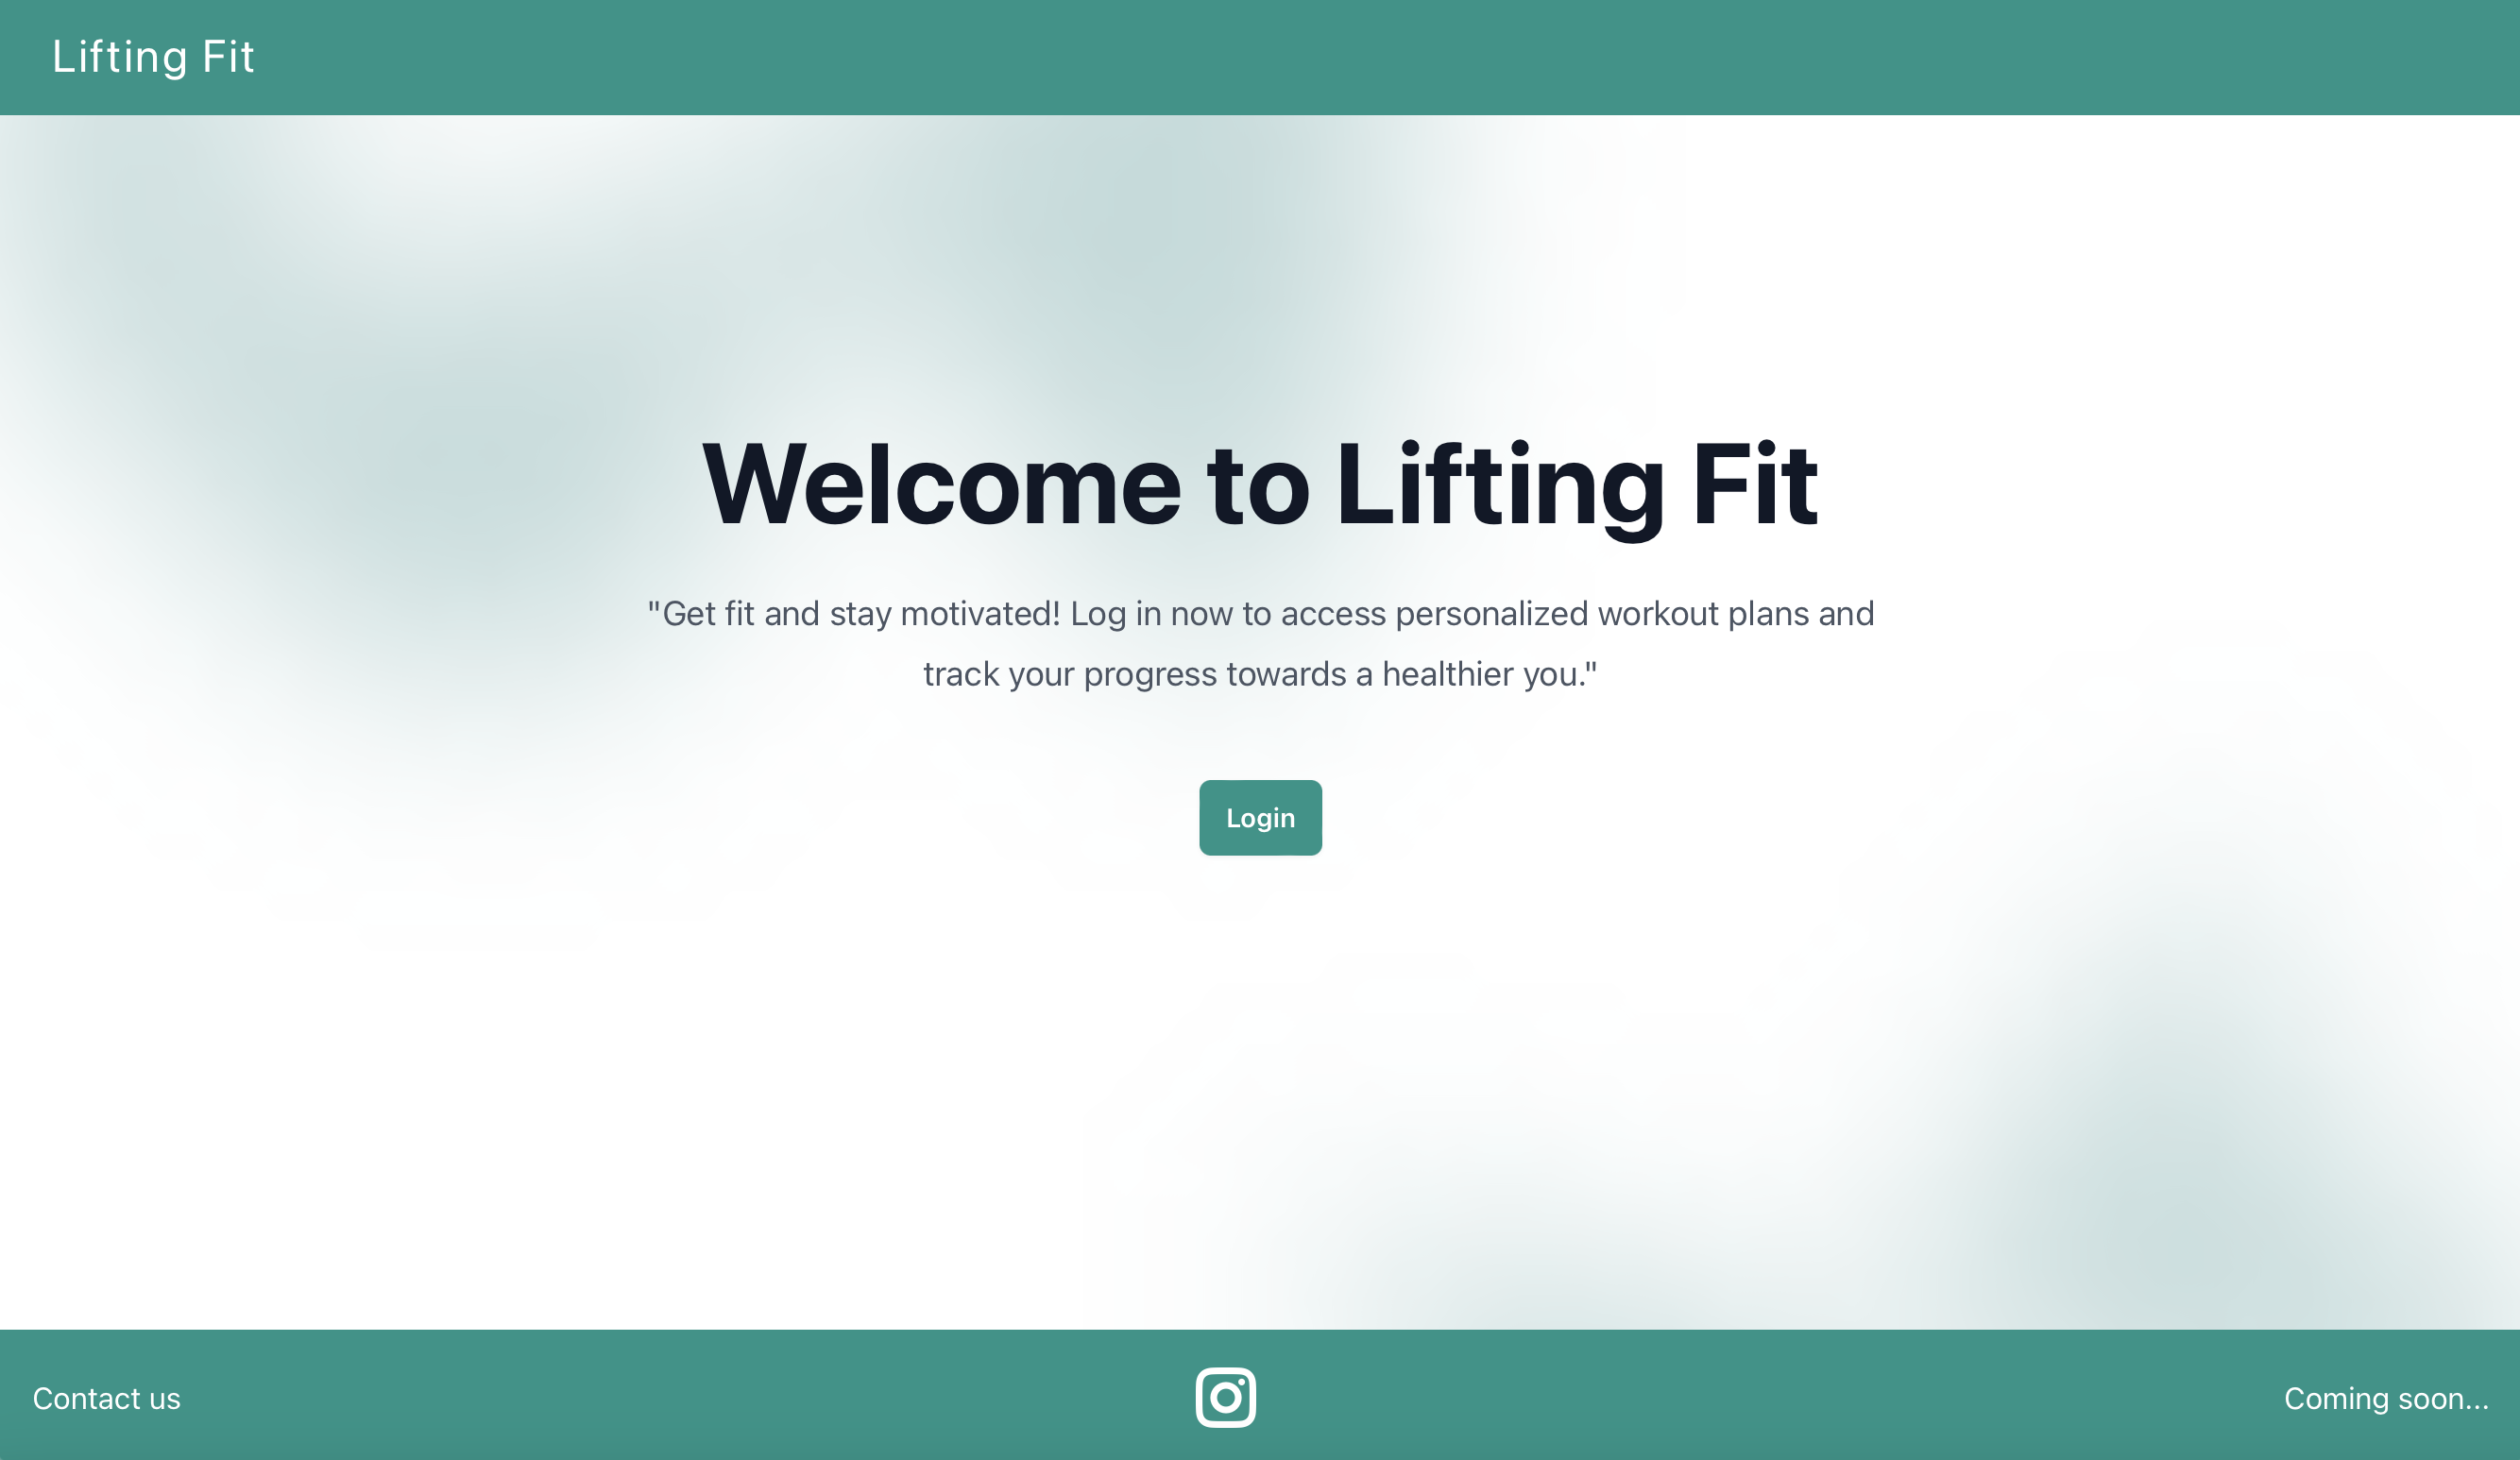 Lifting Fit
Welcome to Lifting Fit
"Get fit and stay motivated! Log in now to access personalized workout plans and
track your progress towards a healthier you."
Login
Contact us
Coming soon...